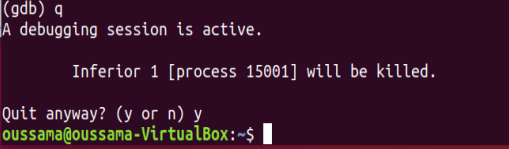 (gdb) q
A debugging session is active.
Inferior 1 [process 15001] will be killed.
Quit anyway? (y or n) y
oussama@oussama-VirtualBox:~$